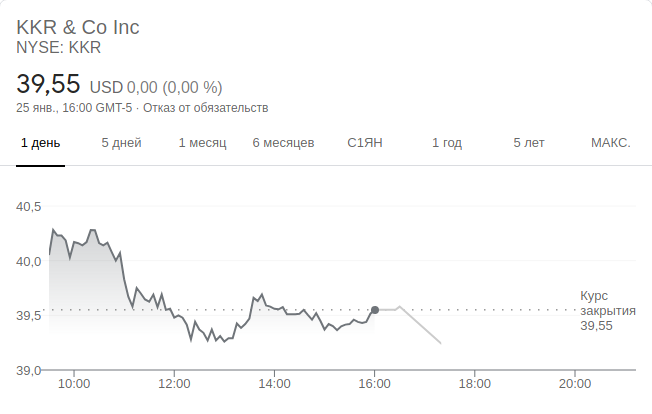 KKR & Co Inc
NYSE: KKR
39,55 USD 0,00 (0,00 %)
25 янв., 16:00 GMT-5 · Отказ от обязательств
1 день 5 дней 1 месяц 6 месяцев С1ЯН 1 год 5 лет МАКС.
40,5
40,0
39,5
39,0
Курс
закрытия
39,55
10:00 12:00 14:00 16:00 18:00 20:00